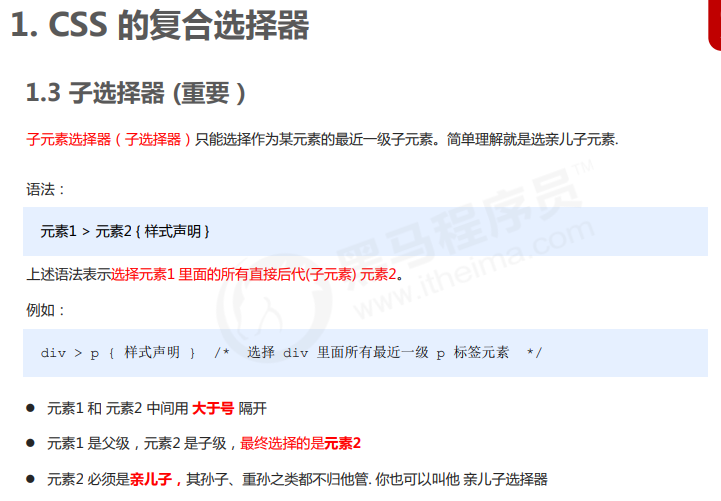 1. CSS 的复合选择器
1.3 子选择器 (重要 )
子元素选择器（子选择器）只能选择作为某元素的最近一级子元素。简单理解就是选亲儿子元素.
语法：
元素1 > 元素2 { 样式声明 }
上述语法表示选择元素1 里面的所有直接后代(子元素) 元素2。
例如：
div > p { 样式声明 } /* 选择 div 里面所有最近一级 p 标签元素 */
● 元素1 和 元素2 中间用 大于号 隔开
● 元素1 是父级，元素2 是子级，最终选择的是元素2
● 元素2 必须是亲儿子，其孙子、重孙之类都不归他管. 你也可以叫他 亲儿子选择器
黑马程序员™
www.itheima.com